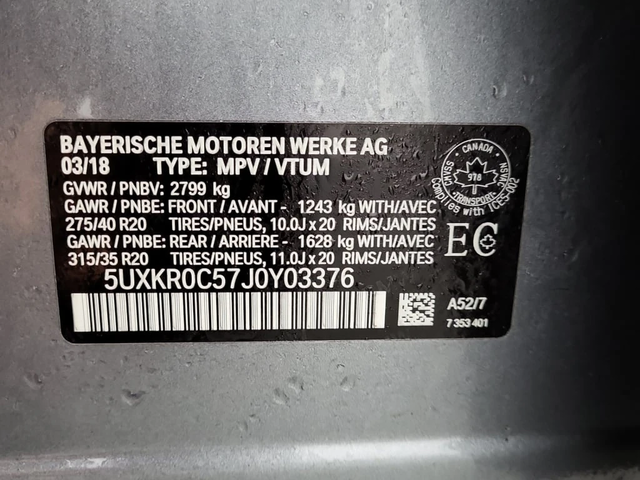 BAYERISCHE MOTOREN WERKE AG
03/18 TYPE: MPV / VTUM
GVWR / PNBV: 2799 kg
GAWR / PNBE: FRONT / AVANT - 1243 kg WITH/AVEC
275/40 R20 TIRES/PNEUS, 10.0J x 20 RIMS/JANTES
GAWR / PNBE: REAR / ARRIERE - 1628 kg WITH/AVEC
315/35 R20 TIRES/PNEUS, 11.0J x 20 RIMS/JANTES
5UXKR0C57J0Y03376
CANADA
CMVSS
NSVAC
978
TRANSPORT
Complies with ICES-002
EC
A52/7
7 353 401